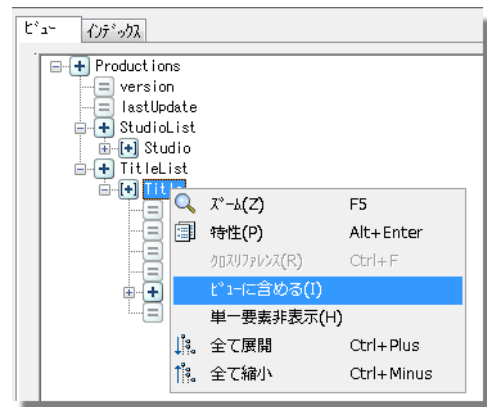 ﾋﾞｭｰ ｲﾝﾃﾞｯｸｽ
Productions
version
lastUpdate
StudioList
Studio
TitleList
Title
ｽﾞｰﾑ(Z) F5
特性(P) Alt+Enter
ｸﾛｽﾘﾌｧﾚﾝｽ(R) Ctrl+F
ﾋﾞｭｰに含める(I)
単一要素非表示(H)
全て展開 Ctrl+Plus
全て縮小 Ctrl+Minus